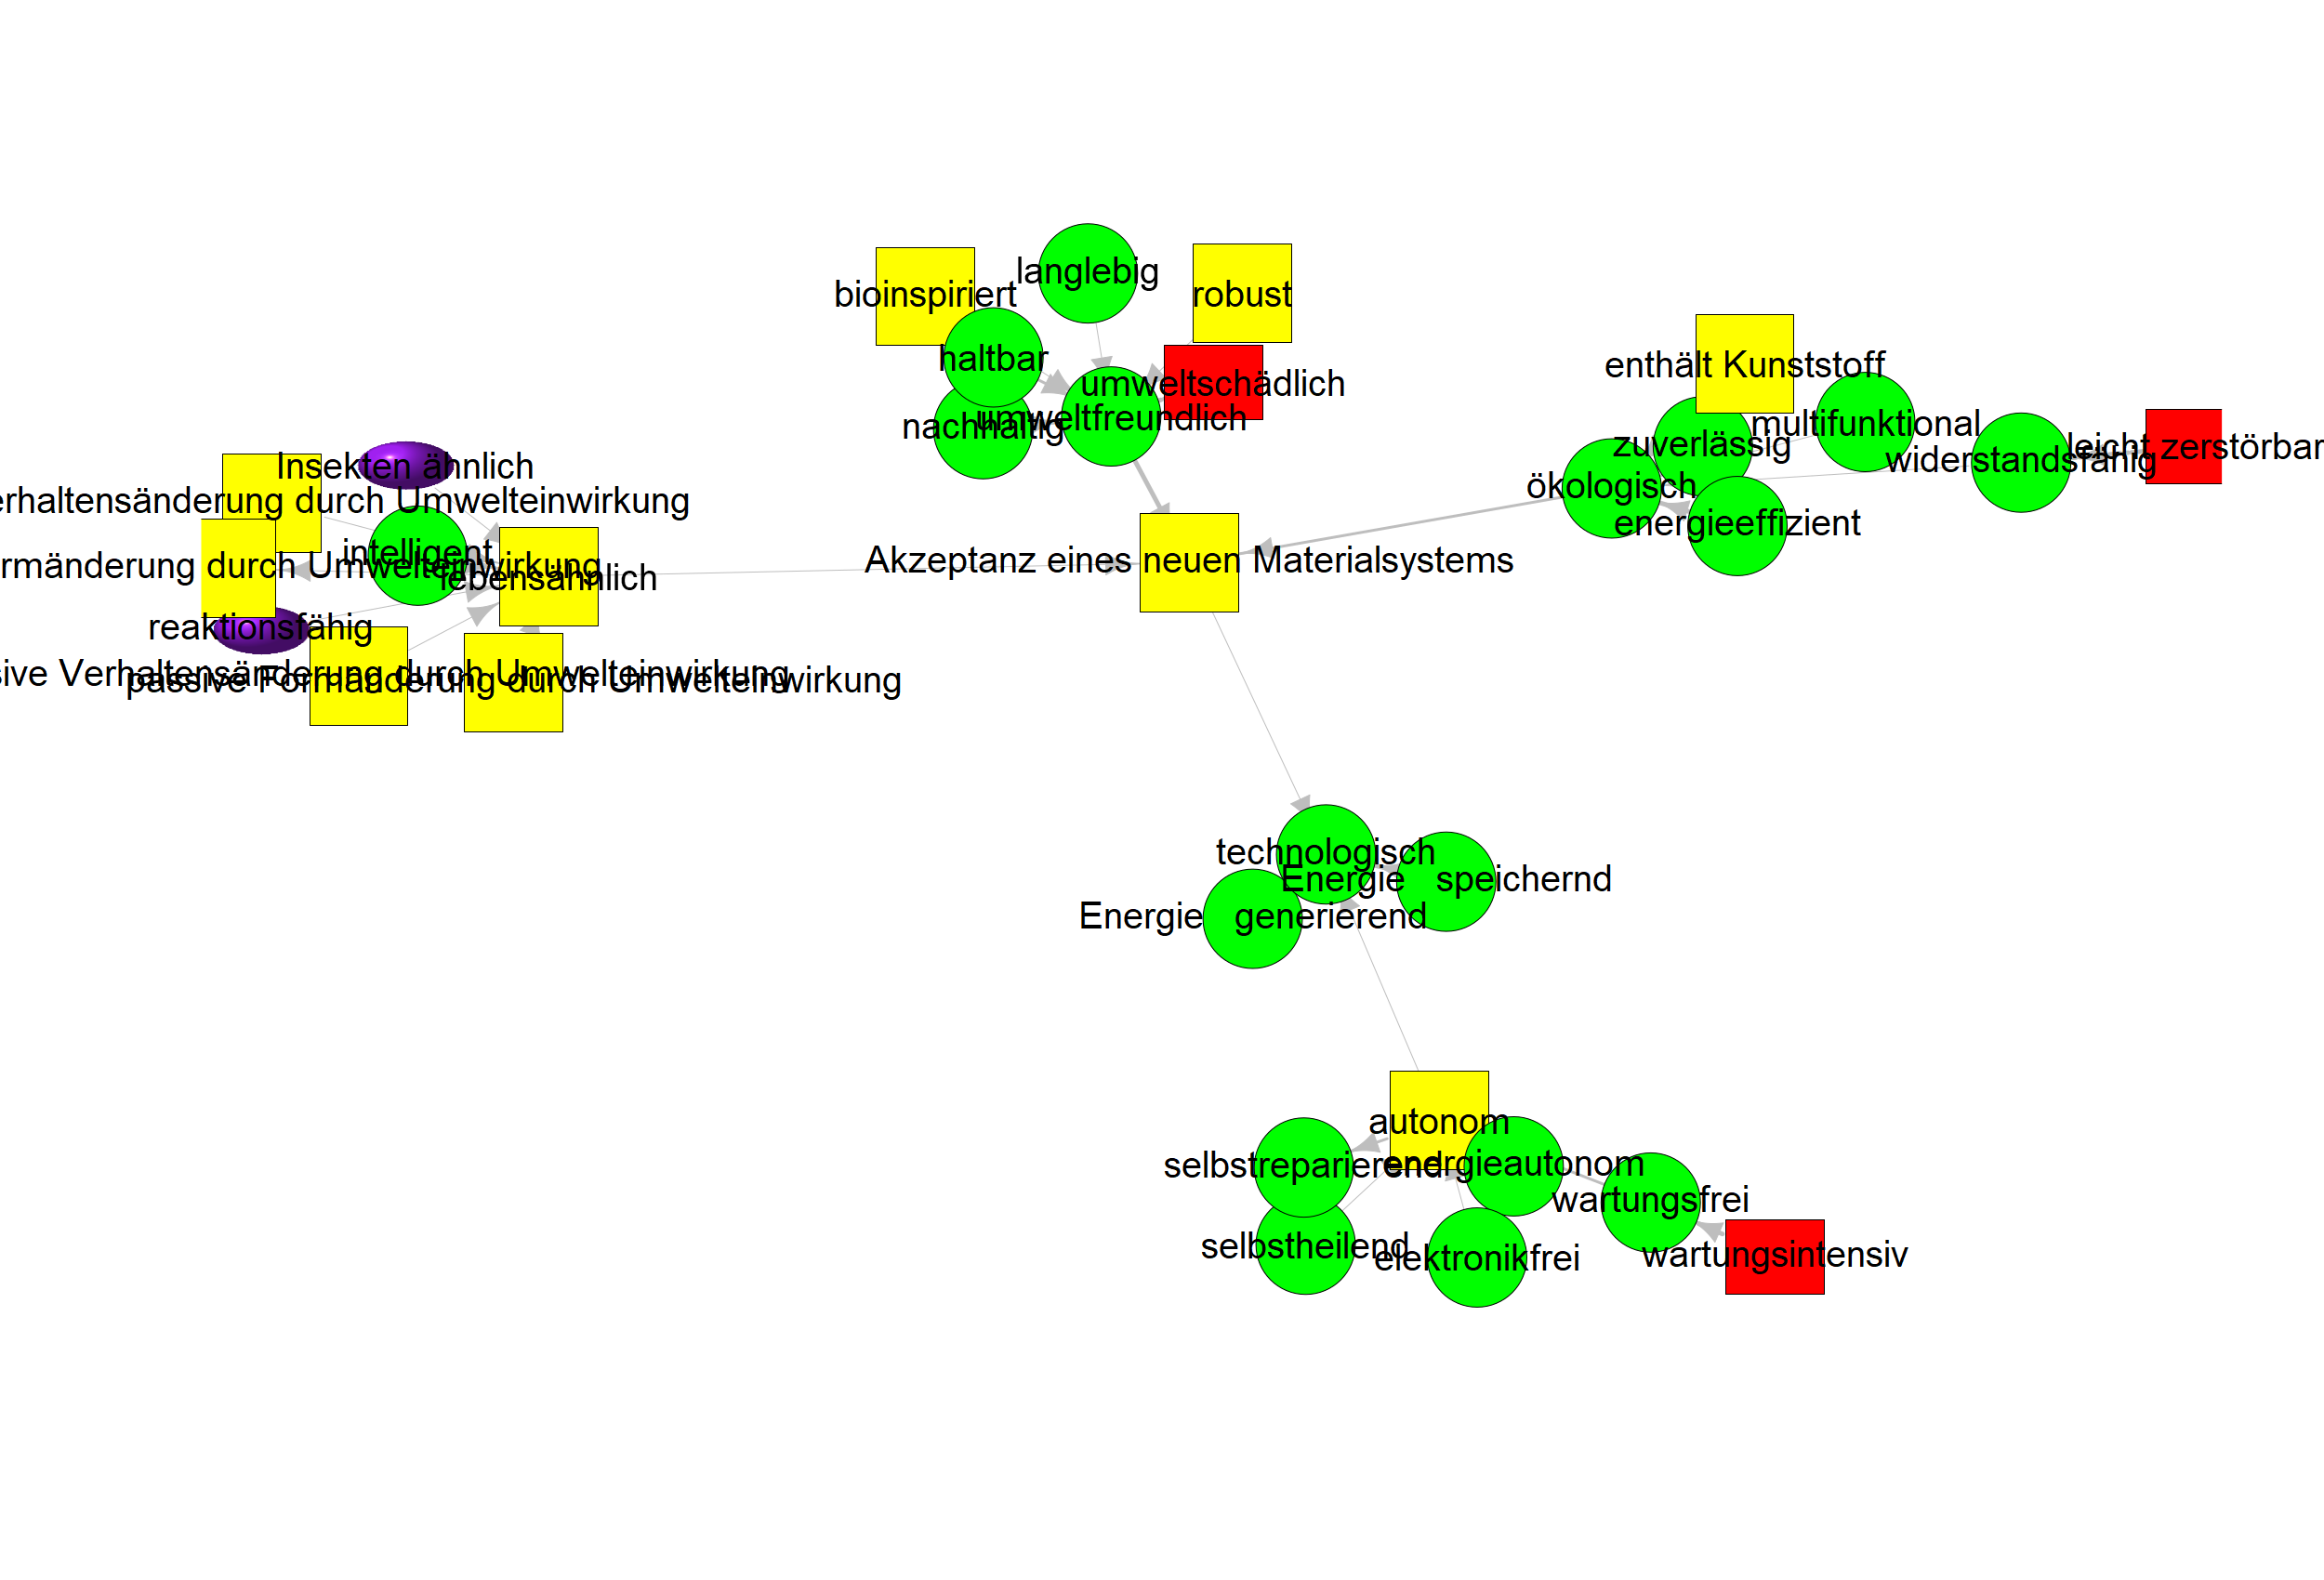 langlebig
bioinspiriert
robust
haltbar
umweltschädlich
umweltfreundlich
nachhaltig
enthält Kunststoff
multifunktional
zuverlässig
leicht zerstörbar
widerstandsfähig
ökologisch
energieeffizient
Insekten ähnlich
erhaltensänderung durch Umwelteinwirkung
intelligent
rmänderung durch Umwelteinwirkung
lebensähnlich
Akzeptanz eines neuen Materialsystems
reaktionsfähig
sive Verhaltensänderung durch Umwelteinwirkung
passive Formänderung durch Umwelteinwirkung
technologisch
Energie speichernd
Energie generierend
autonom
selbstreparierend
energieautonom
wartungsfrei
selbstheilend
elektronikfrei
wartungsintensiv